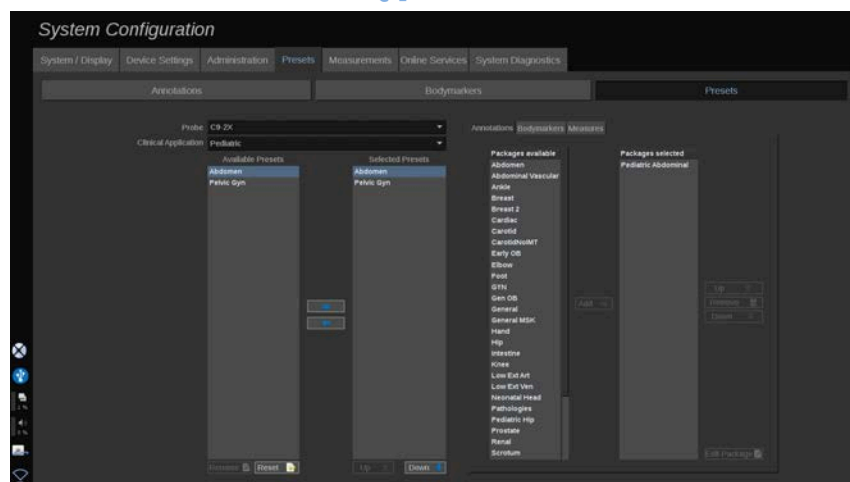 System Configuration
System / Display Device Settings Administration Presets Measurements Online Services System Diagnostics
Annotations Bodymarkers Presets
Probe C9-2X
Clinical Application Pediatric
Available Presets
Abdomen
Pelvic Gyn
Reset
Selected Presets
Abdomen
Pelvic Gyn
Up Down
Annotations Bodymarkers Measures
Packages available
Abdomen
Abdominal Vascular
Ankle
Breast
Breast 2
Cardiac
Carotid
CarotidNoIMT
Early OB
Elbow
Foot
GYN
Gen OB
General
General MSK
Hand
Hip
Intestine
Knee
Low Ext Art
Low Ext Ven
Neonatal Head
Pathologies
Pediatric Hip
Prostate
Renal
Scrotum
Add
Packages selected
Pediatric Abdominal
Up
Remove
Down
Edit Package